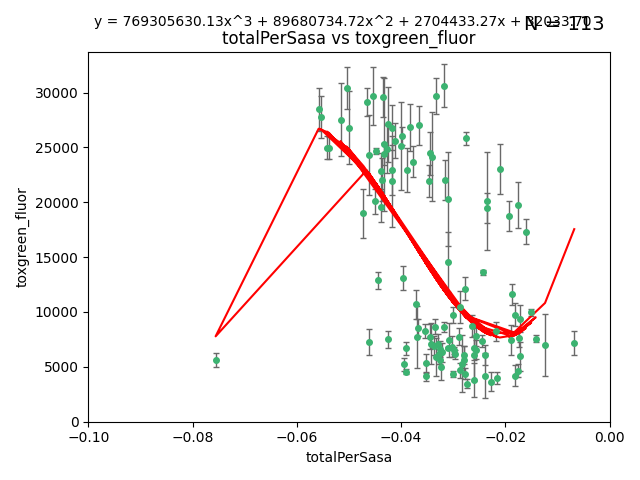 y = 769305630.13x^3 + 89680734.72x^2 + 2704433.27x +
N = 113
totalPerSasa vs toxgreen_fluor
30000
25000
20000
15000
10000
5000
0
toxgreen_fluor
−0.10
−0.08
−0.06
−0.04
−0.02
0.00
totalPerSasa